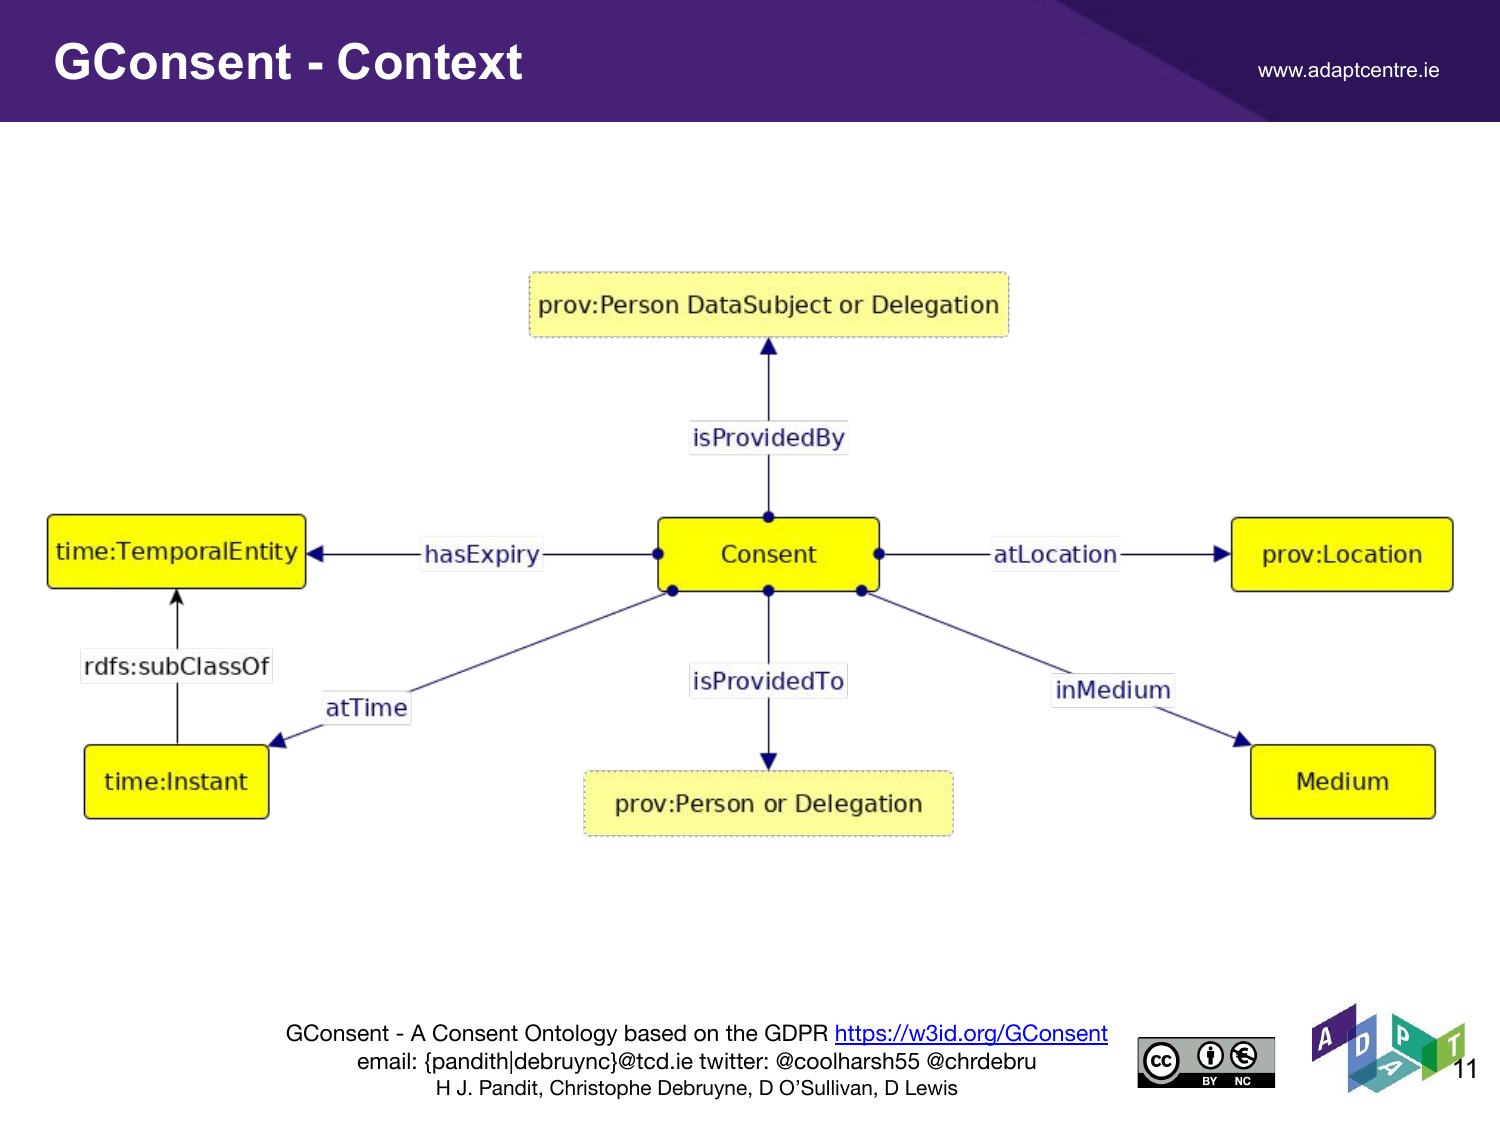 GConsent - Context
www.adaptcentre.ie
prov:Person DataSubject or Delegation
isProvidedBy
time:TemporalEntity
hasExpiry
Consent
atLocation
prov:Location
rdfs:subClassOf
isProvidedTo
inMedium
atTime
time:Instant
Medium
prov:Person or Delegation
GConsent - A Consent Ontology based on the GDPR https://w3id.org/GConsent
email: {pandith|debruync}@tcd.ie twitter: @coolharsh55 @chrdebru
H J. Pandit, Christophe Debruyne, D O’Sullivan, D Lewis
cc
BY NC
ADAPT
11